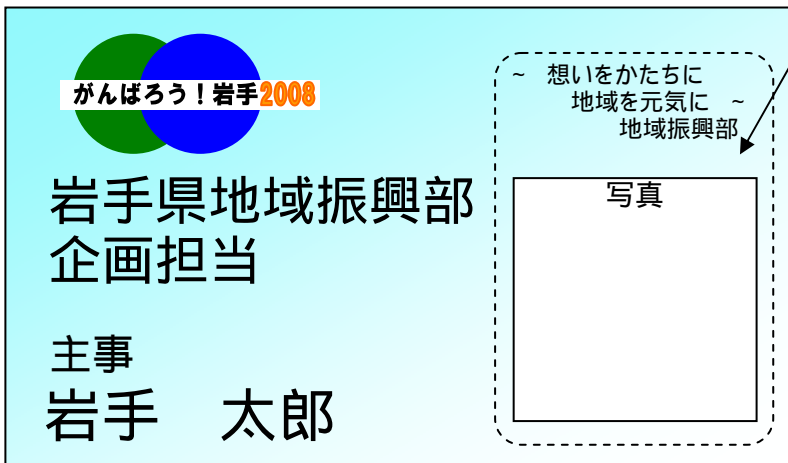 がんばろう！岩手2008
~　想いをかたちに
地域を元気に　~
地域振興部
写真
岩手県地域振興部
企画担当
主事
岩手　太郎